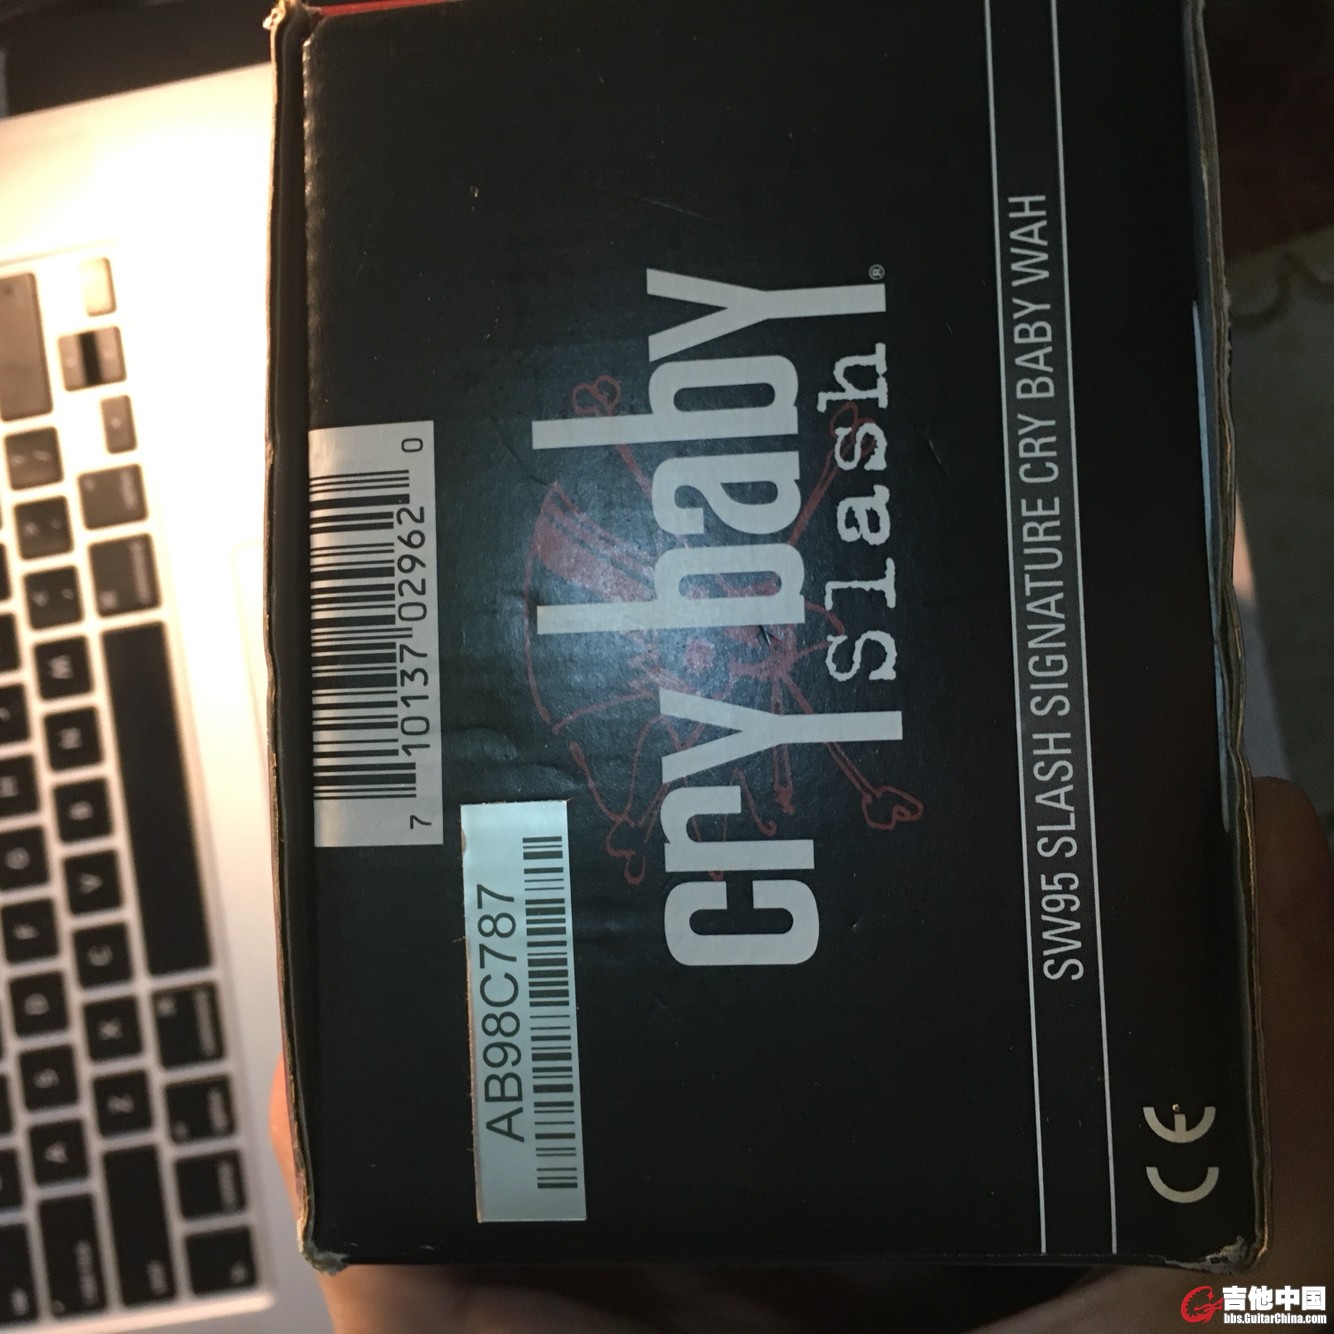 7 10137 02962 0
AB98C787
cry baby®
slash
SW95 SLASH SIGNATURE CRY BABY WAH
CE
M
N
B
V
C
X
Z
H
G
F
D
S
A
吉他中国
bbs.GuitarChina.com